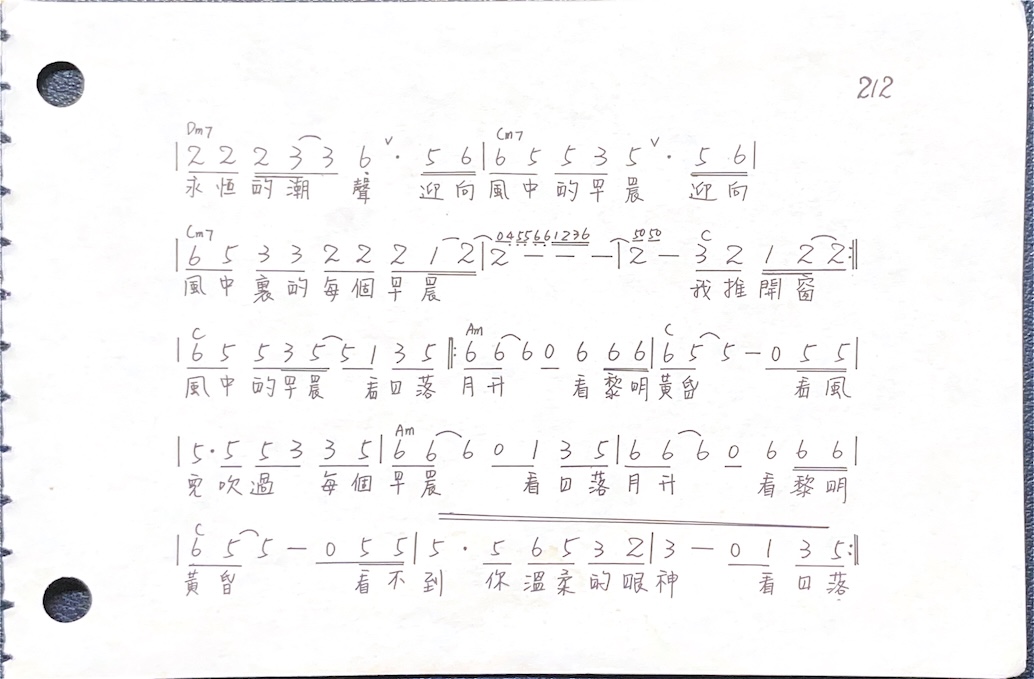 212
Dm7 Cm7
|2 2 2 3 3 6 ∨· 5 6|6 5 5 3 5 ∨· 5 6|
永恆的潮 聲 迎向風中的早晨 迎向
Cm7 0455661236 5050 C
|6 5 3 3 2 2 2 1 2|2 — — —|2 — 3 2 1 2 2:‖
風中裏的每個早晨 我推開窗
C Am C
|6 5 5 3 5 5 1 3 5‖:6 6 6 0 6 6 6|6 5 5 — 0 5 5|
風中的早晨 看日落月升 看黎明黃昏 看風
Am
|5· 5 5 3 3 5|6 6 6 0 1 3 5|6 6 6 0 6 6 6|
兒吹過 每個早晨 看日落月升 看黎明
C
|6 5 5 — 0 5 5|5 · 5 6 5 3 2|3 — 0 1 3 5:‖
黃昏 看不到 你溫柔的眼神 看日落